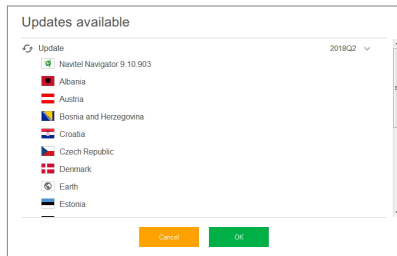 Updates available
Update 2018Q2
Navitel Navigator 9.10.903
Albania
Austria
Bosnia and Herzegovina
Croatia
Czech Republic
Denmark
Earth
Estonia
Cancel OK